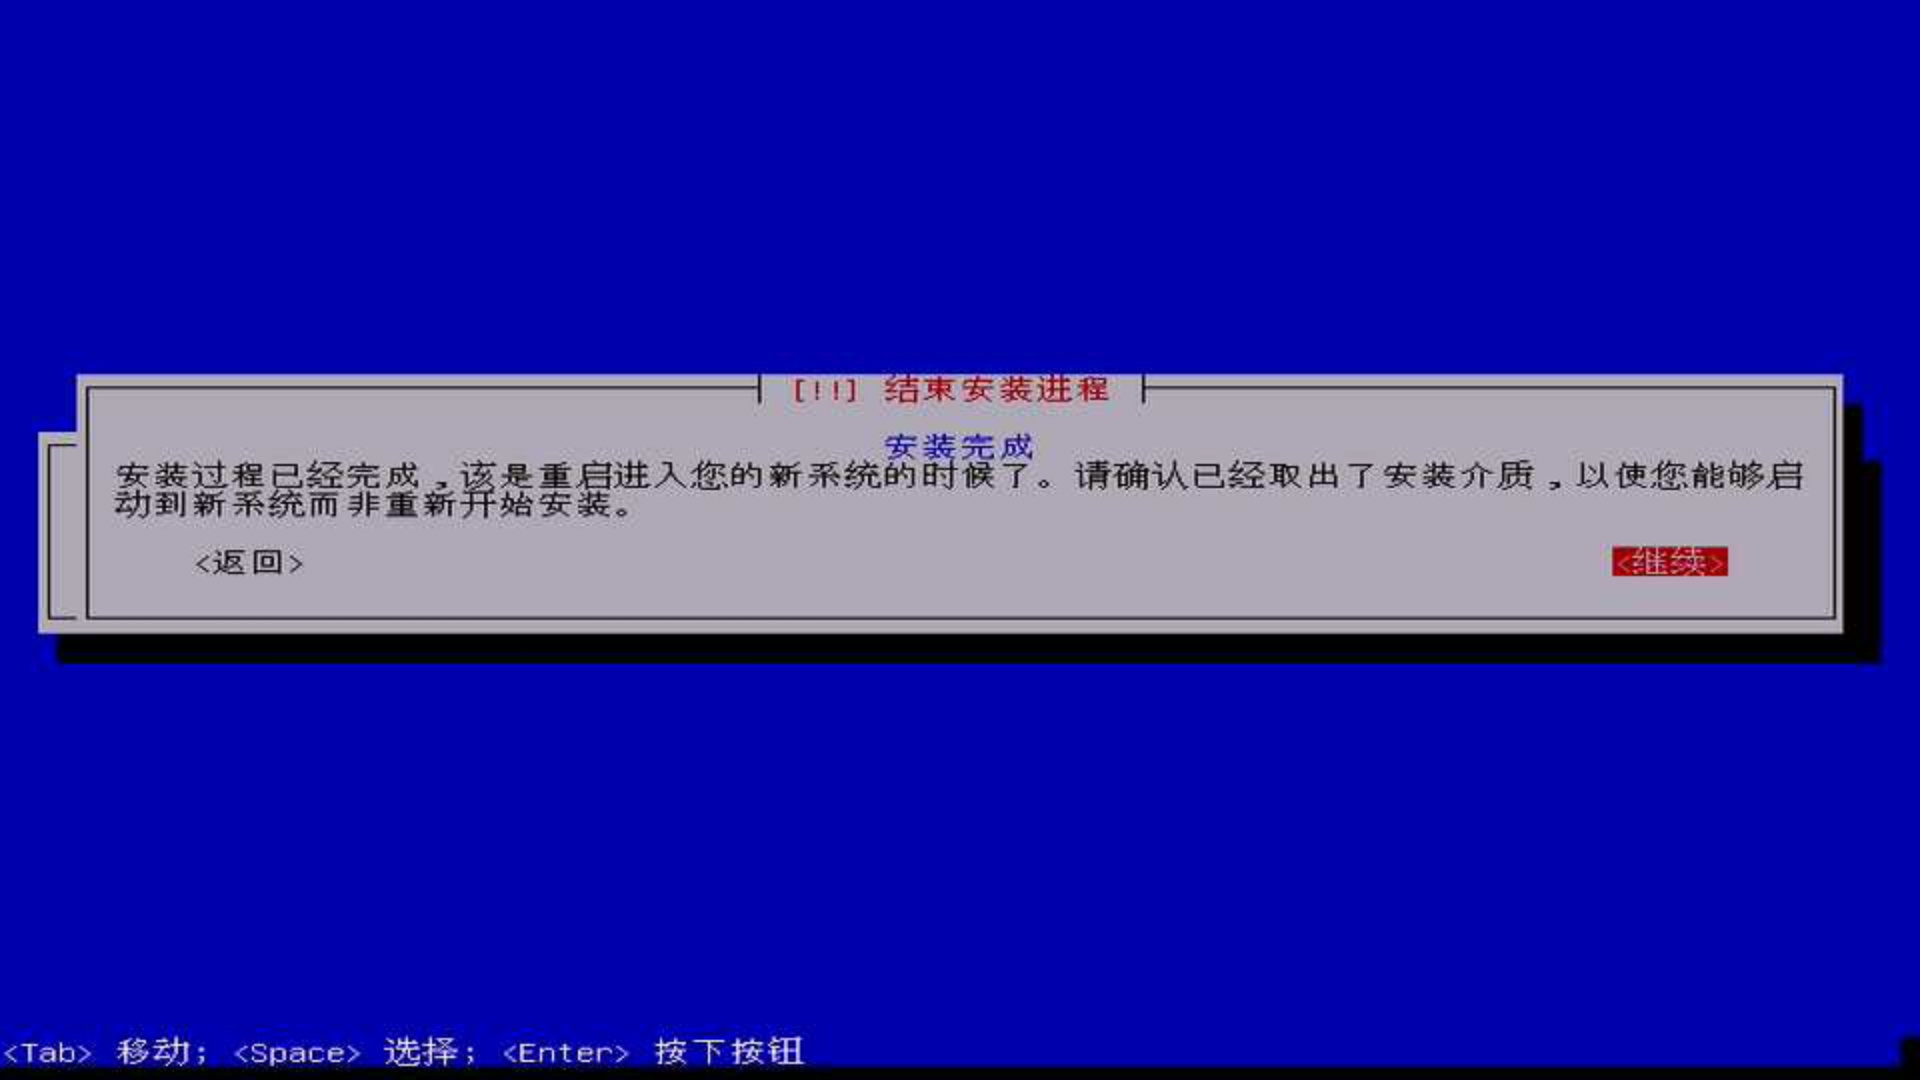 [!!] 结束安装进程
安装完成
安装过程已经完成，该是重启进入您的新系统的时候了。请确认已经取出了安装介质，以使您能够启
动到新系统而非重新开始安装。
<返回> <继续>
<Tab> 移动; <Space> 选择; <Enter> 按下按钮